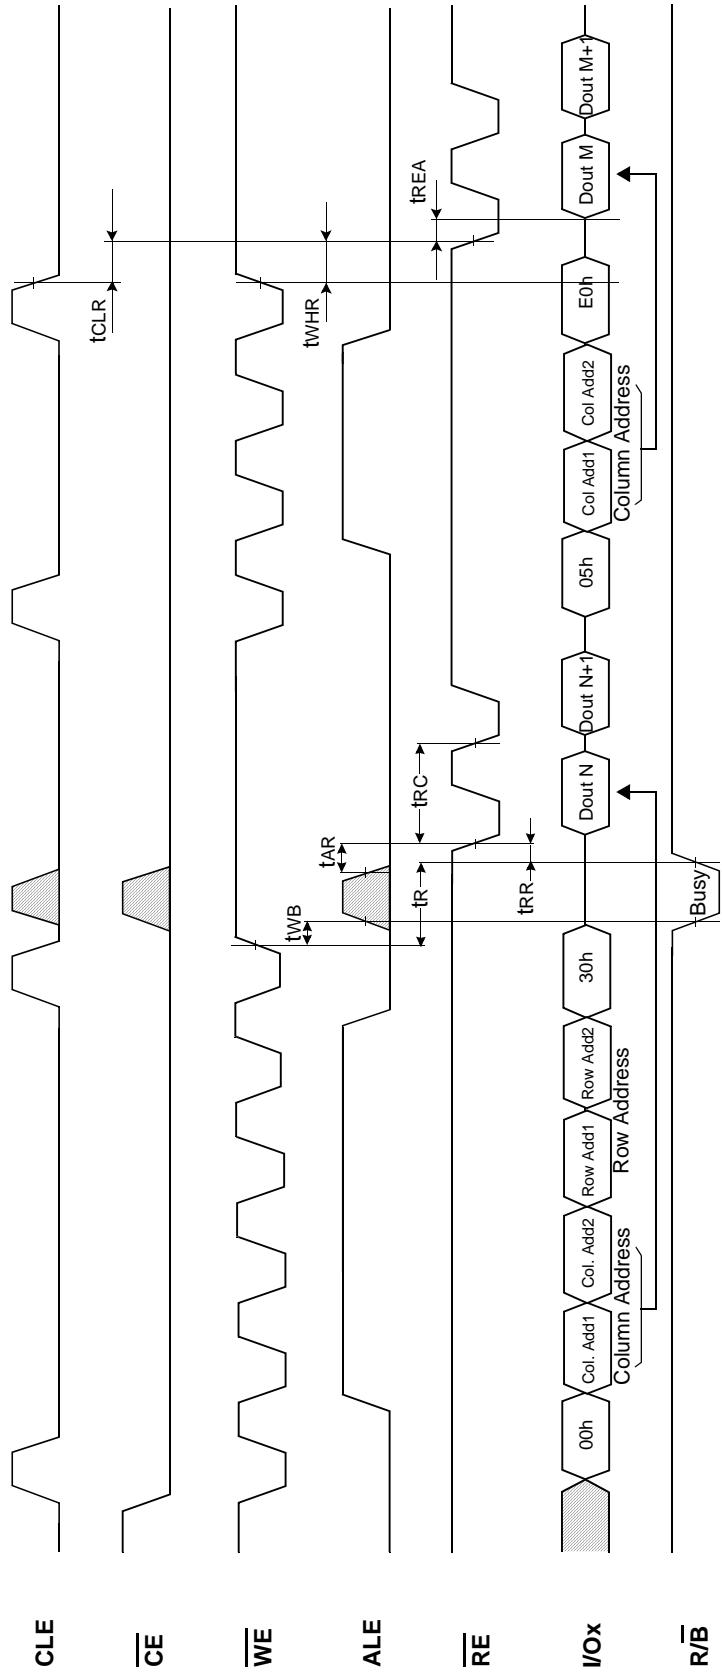 CLE
tCLR
CE
WE
tWB
tWHR
ALE
tAR
RE
tR
tRC
tREA
tRR
I/Ox
00h
Col. Add1
Col. Add2
Row Add1
Row Add2
30h
Dout N
Dout N+1
05h
Col Add1
Col Add2
E0h
Dout M
Dout M+1
Column Address
Row Address
Column Address
R/B
Busy